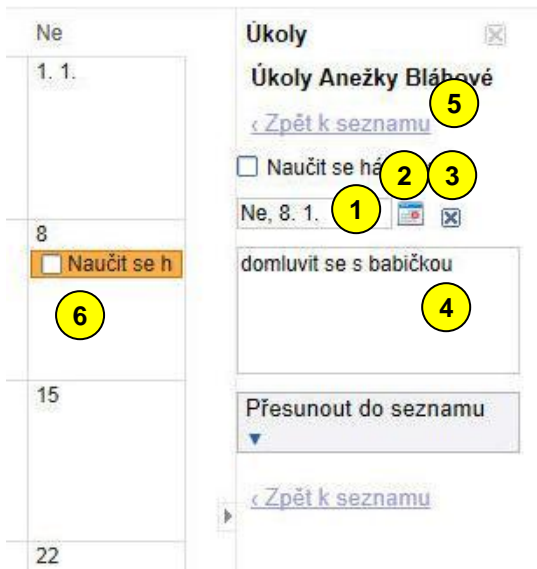 Ne
1. 1.
8
Naučit se h
6
15
22
Úkoly
Úkoly Anežky Bláhové
5
‹ Zpět k seznamu
Naučit se há
2
3
Ne, 8. 1.
1
domluvit se s babičkou
4
Přesunout do seznamu
‹ Zpět k seznamu